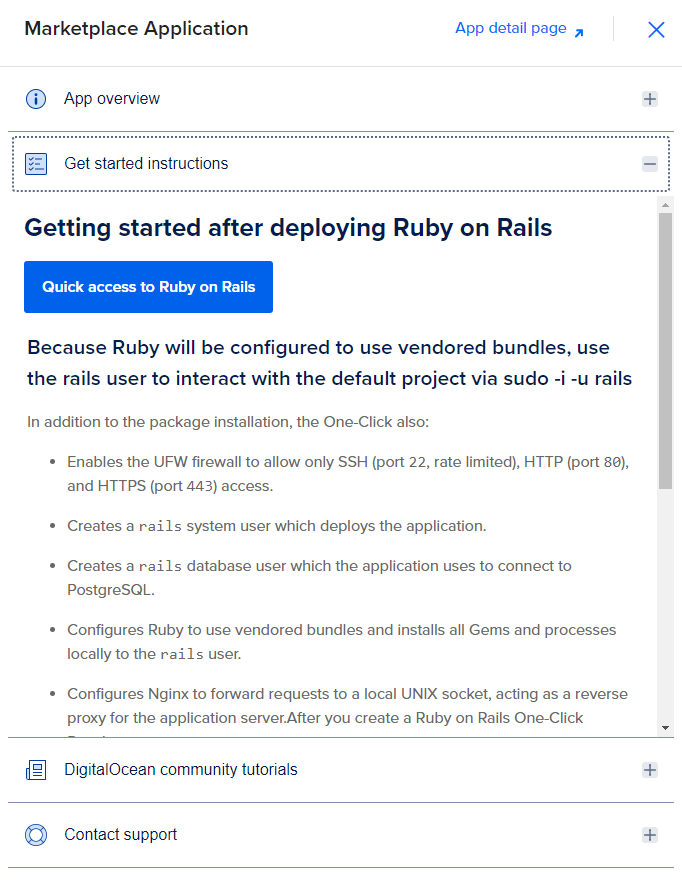 Marketplace Application
App detail page
App overview
Get started instructions
Getting started after deploying Ruby on Rails
Quick access to Ruby on Rails
Because Ruby will be configured to use vendored bundles, use
the rails user to interact with the default project via sudo -i -u rails
In addition to the package installation, the One-Click also:
Enables the UFW firewall to allow only SSH (port 22, rate limited), HTTP (port 80),
and HTTPS (port 443) access.
Creates a rails system user which deploys the application.
Creates a rails database user which the application uses to connect to
PostgreSQL.
Configures Ruby to use vendored bundles and installs all Gems and processes
locally to the rails user.
Configures Nginx to forward requests to a local UNIX socket, acting as a reverse
proxy for the application server.After you create a Ruby on Rails One-Click
DigitalOcean community tutorials
Contact support